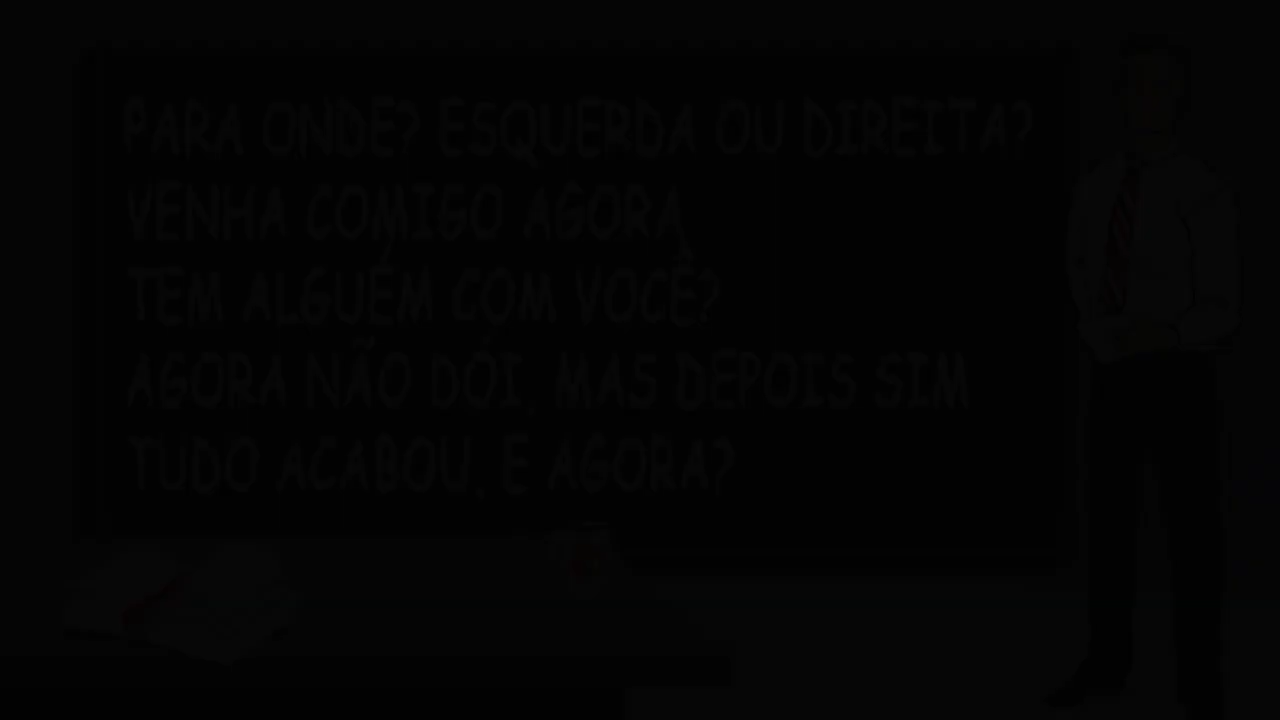 PARA ONDE? ESQUERDA OU DIREITA?
VENHA COMIGO AGORA
TEM ALGUÉM COM VOCÊ?
AGORA NÃO DÓI, MAS DEPOIS SIM
TUDO ACABOU, E AGORA?